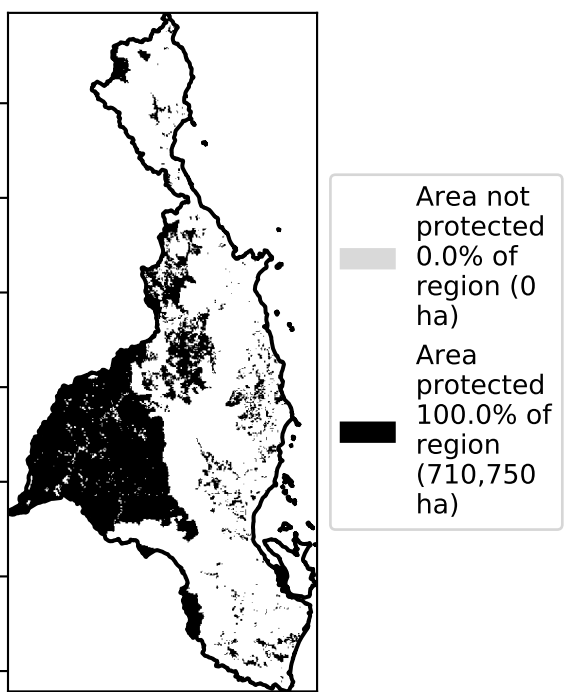 Area not
protected
0.0% of
region (0
ha)
Area
protected
100.0% of
region
(710,750
ha)